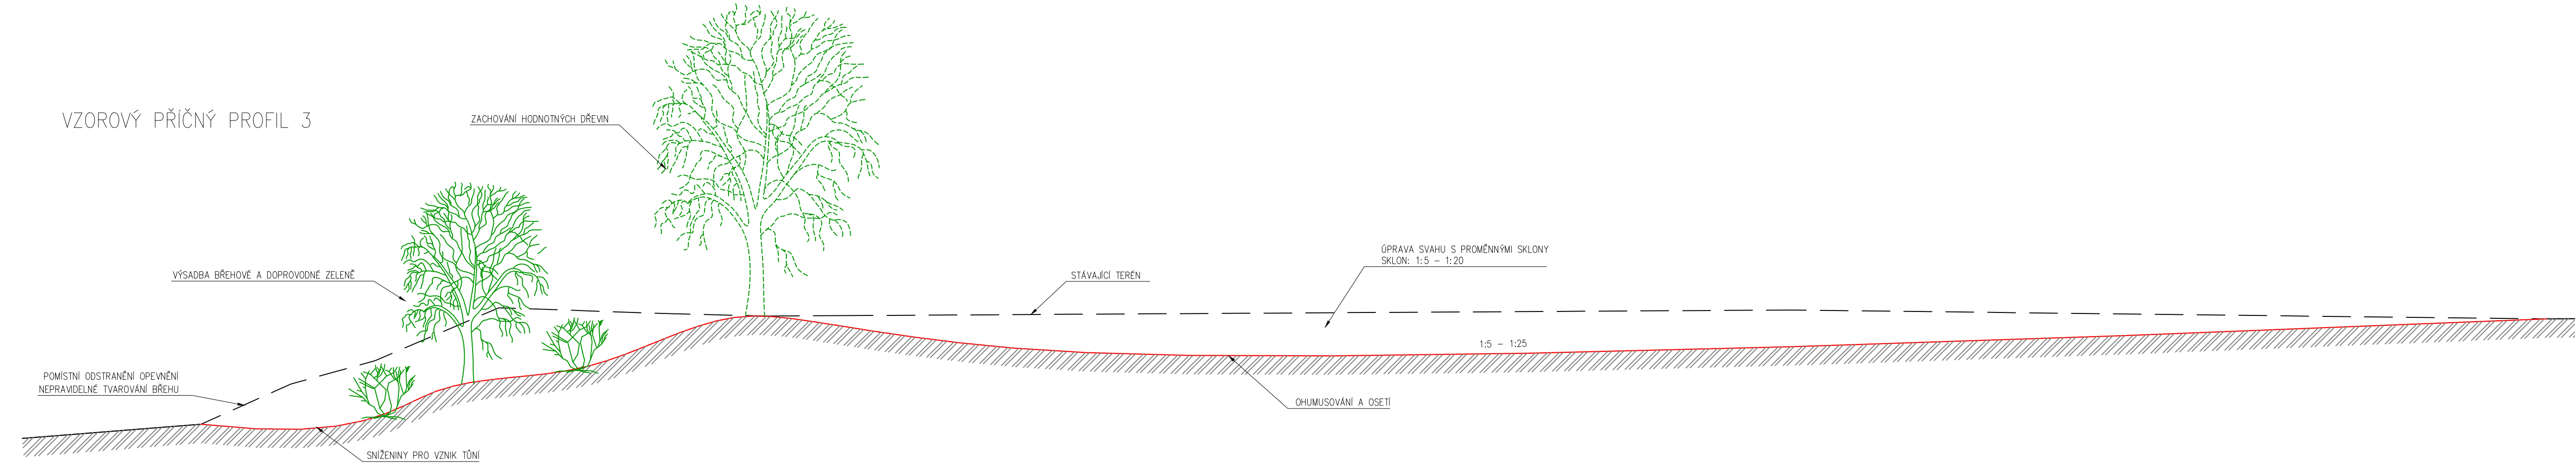 VZOROVÝ PŘÍČNÝ PROFIL 3
ZACHOVÁNÍ HODNOTNÝCH DŘEVIN
VÝSADBA BŘEHOVÉ A DOPROVODNÉ ZELENĚ
POMÍSTNÍ ODSTRANĚNÍ OPEVNĚNÍ
NEPRAVIDELNÉ TVAROVÁNÍ BŘEHU
SNÍŽENINY PRO VZNIK TŮNÍ
STÁVAJÍCÍ TERÉN
ÚPRAVA SVAHU S PROMĚNNÝMI SKLONY
SKLON: 1:5 – 1:20
1:5 – 1:25
OHUMUSOVÁNÍ A OSETÍ